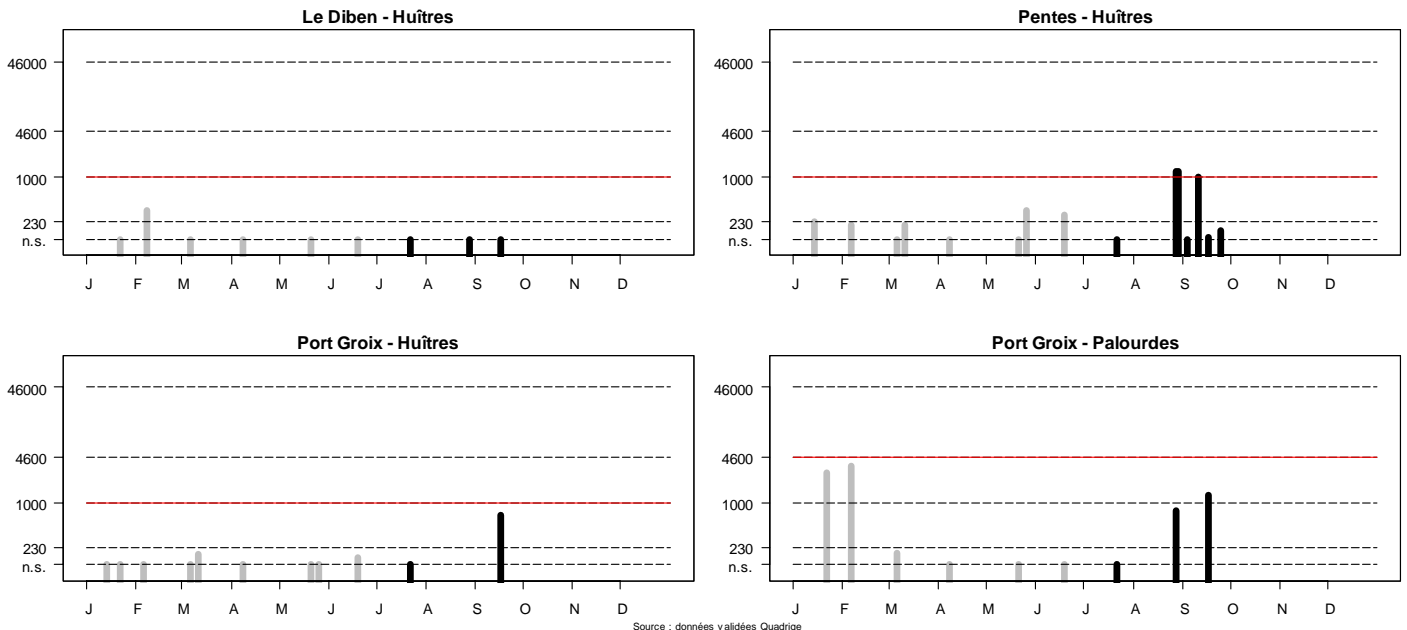 Le Diben - Huîtres
46000
4600
1000
230
n.s.
J F M A M J J A S O N D
Pentes - Huîtres
46000
4600
1000
230
n.s.
J F M A M J J A S O N D
Port Groix - Huîtres
46000
4600
1000
230
n.s.
J F M A M J J A S O N D
Port Groix - Palourdes
46000
4600
1000
230
n.s.
J F M A M J J A S O N D
Source : données validées Quadrige